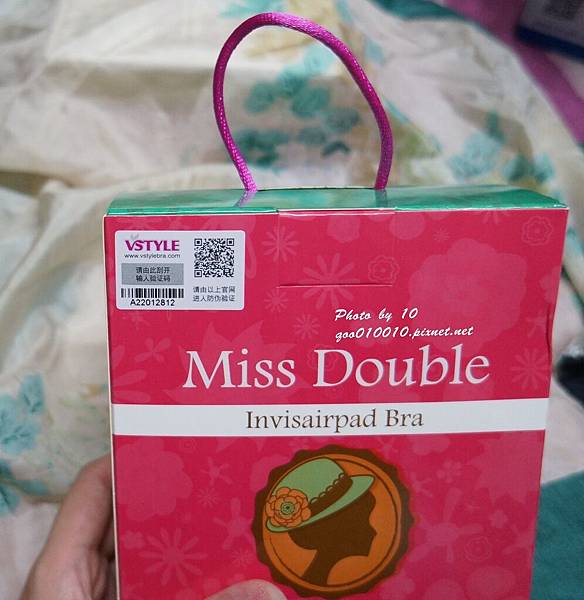 VSTYLE
www.vstylebra.com
请由此刮开
输入验证码
A22012812
请由以上官网
进入防伪验证
Photo by 10
goo010010.pixnet.net
Miss Double
Invisairpad Bra